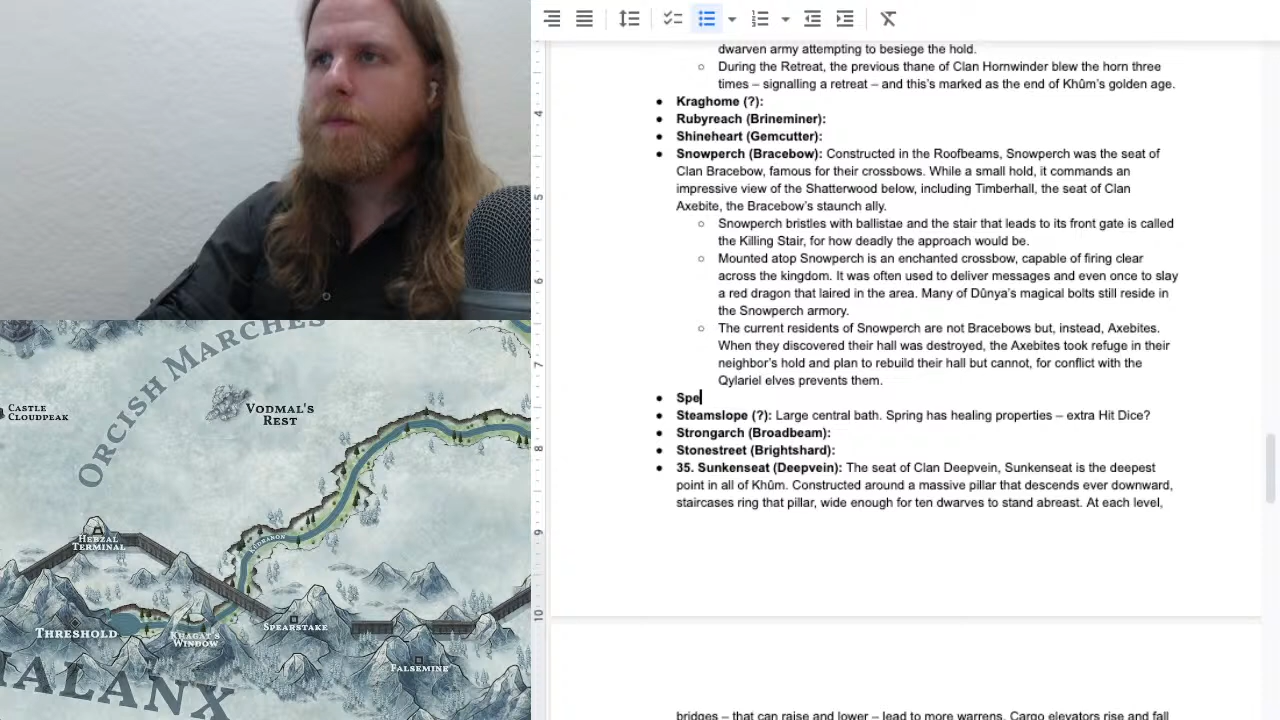 dwarven army attempting to besiege the hold.
○ During the Retreat, the previous thane of Clan Hornwinder blew the horn three
times – signalling a retreat – and this's marked as the end of Khûm's golden age.
● Kraghome (?):
● Rubyreach (Brineminer):
● Shineheart (Gemcutter):
● Snowperch (Bracebow): Constructed in the Roofbeams, Snowperch was the seat of
Clan Bracebow, famous for their crossbows. While a small hold, it commands an
impressive view of the Shatterwood below, including Timberhall, the seat of Clan
Axebite, the Bracebow's staunch ally.
○ Snowperch bristles with ballistae and the stair that leads to its front gate is called
the Killing Stair, for how deadly the approach would be.
○ Mounted atop Snowperch is an enchanted crossbow, capable of firing clear
across the kingdom. It was often used to deliver messages and even once to slay
a red dragon that laired in the area. Many of Dûnya's magical bolts still reside in
the Snowperch armory.
○ The current residents of Snowperch are not Bracebows but, instead, Axebites.
When they discovered their hall was destroyed, the Axebites took refuge in their
neighbor's hold and plan to rebuild their hall but cannot, for conflict with the
Qylariel elves prevents them.
● Spe
● Steamslope (?): Large central bath. Spring has healing properties – extra Hit Dice?
● Strongarch (Broadbeam):
● Stonestreet (Brightshard):
● 35. Sunkenseat (Deepvein): The seat of Clan Deepvein, Sunkenseat is the deepest
point in all of Khûm. Constructed around a massive pillar that descends ever downward,
staircases ring that pillar, wide enough for ten dwarves to stand abreast. At each level,
bridges – that can raise and lower – lead to more warrens. Cargo elevators rise and fall
4
5
6
7
8
9
10
ORCISH MARCHES
CASTLE
CLOUDPEAK
VODMAL'S
REST
HEBZAL
TERMINAL
THRESHOLD
KHAGAT'S
WINDOW
SPEARSTAKE
FALSEMINE
ALANX